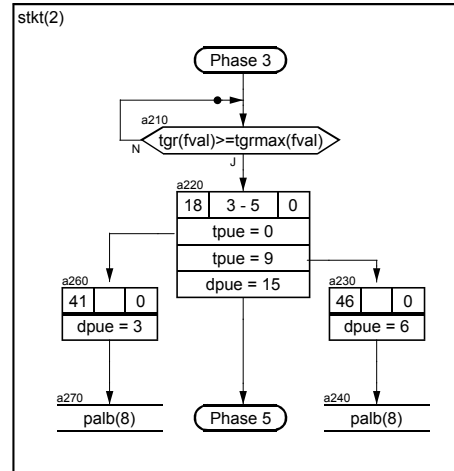 stkt(2)
Phase 3
a210
tgr(fval)>=tgrmax(fval)
N
J
a220
18 3 - 5 0
tpue = 0
tpue = 9
dpue = 15
a260
41 0
dpue = 3
a230
46 0
dpue = 6
a270
palb(8)
Phase 5
a240
palb(8)